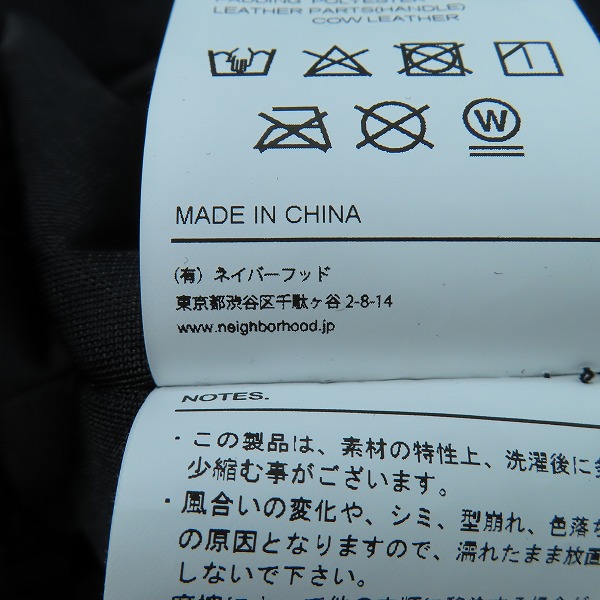 PADDING POLYESTER
LEATHER PARTS(HANDLE)
COW LEATHER
W
MADE IN CHINA
(有) ネイバーフッド
東京都渋谷区千駄ヶ谷 2-8-14
www.neighborhood.jp
NOTES.
・この製品は、素材の特性上、洗濯後に多
少縮む事がございます。
・風合いの変化や、シミ、型崩れ、色落ち
の原因となりますので、濡れたまま放置
しないで下さい。